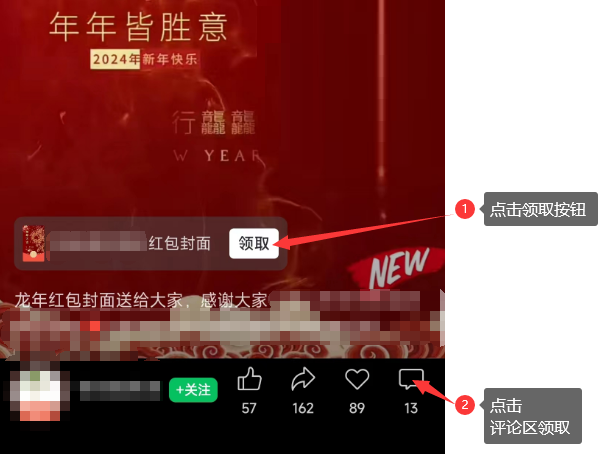 年年皆胜意
2024年新年快乐
行
W YEAR
红包封面
领取
1
点击领取按钮
NEW
龙年红包封面送给大家，感谢大家
+关注
57
162
89
13
2
点击
评论区领取